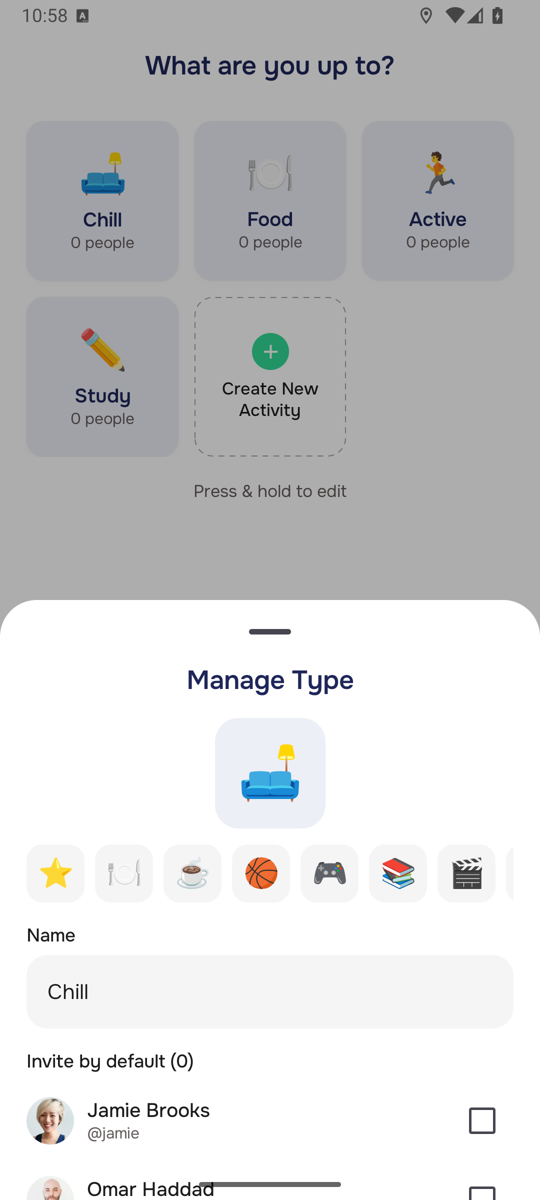 10:58
What are you up to?
Chill
0 people
Food
0 people
Active
0 people
Study
0 people
Create New
Activity
Press & hold to edit
Manage Type
Name
Chill
Invite by default (0)
Jamie Brooks
@jamie
Omar Haddad